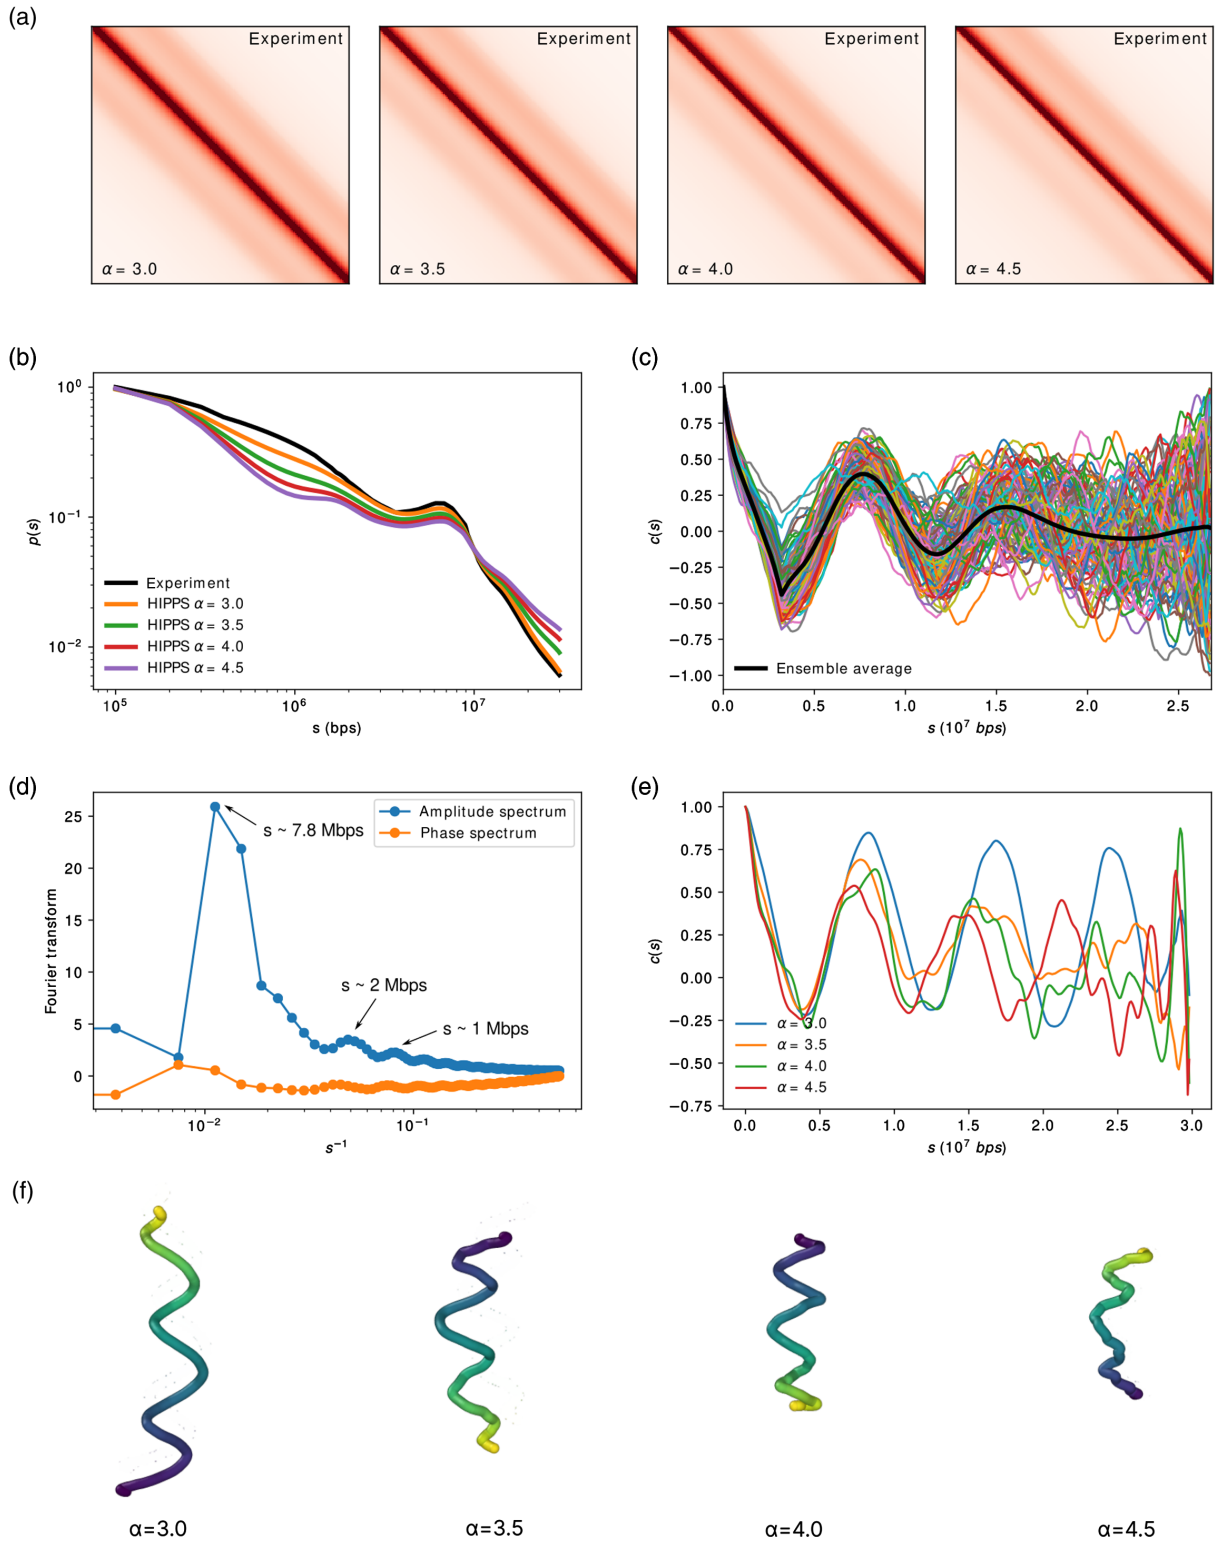 (a)
Experiment Experiment Experiment Experiment
α = 3.0 α = 3.5 α = 4.0 α = 4.5
(b)
10⁰
10⁻¹
10⁻²
p(s)
Experiment
HIPPS α = 3.0
HIPPS α = 3.5
HIPPS α = 4.0
HIPPS α = 4.5
10⁵ 10⁶ 10⁷
s (bps)
(c)
1.00
0.75
0.50
0.25
0.00
−0.25
−0.50
−0.75
−1.00
c(s)
Ensemble average
0.0 0.5 1.0 1.5 2.0 2.5
s (10⁷ bps)
(d)
25
20
15
10
5
0
Fourier transform
Amplitude spectrum
Phase spectrum
s ~ 7.8 Mbps
s ~ 2 Mbps
s ~ 1 Mbps
10⁻² 10⁻¹
s⁻¹
(e)
1.00
0.75
0.50
0.25
0.00
−0.25
−0.50
−0.75
c(s)
α = 3.0
α = 3.5
α = 4.0
α = 4.5
0.0 0.5 1.0 1.5 2.0 2.5 3.0
s (10⁷ bps)
(f)
α=3.0 α=3.5 α=4.0 α=4.5